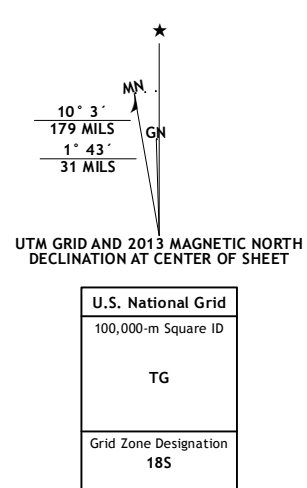 ★
MN
GN
10° 3´
179 MILS
1° 43´
31 MILS
UTM GRID AND 2013 MAGNETIC NORTH
DECLINATION AT CENTER OF SHEET
U.S. National Grid
100,000-m Square ID
TG
Grid Zone Designation
18S